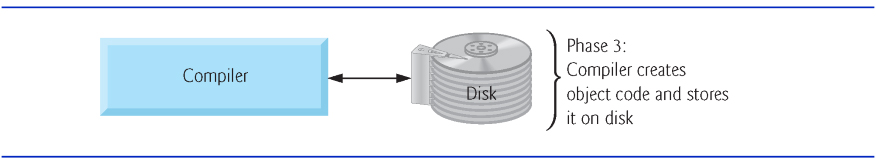 Compiler
Disk
Phase 3:
Compiler creates
object code and stores
it on disk